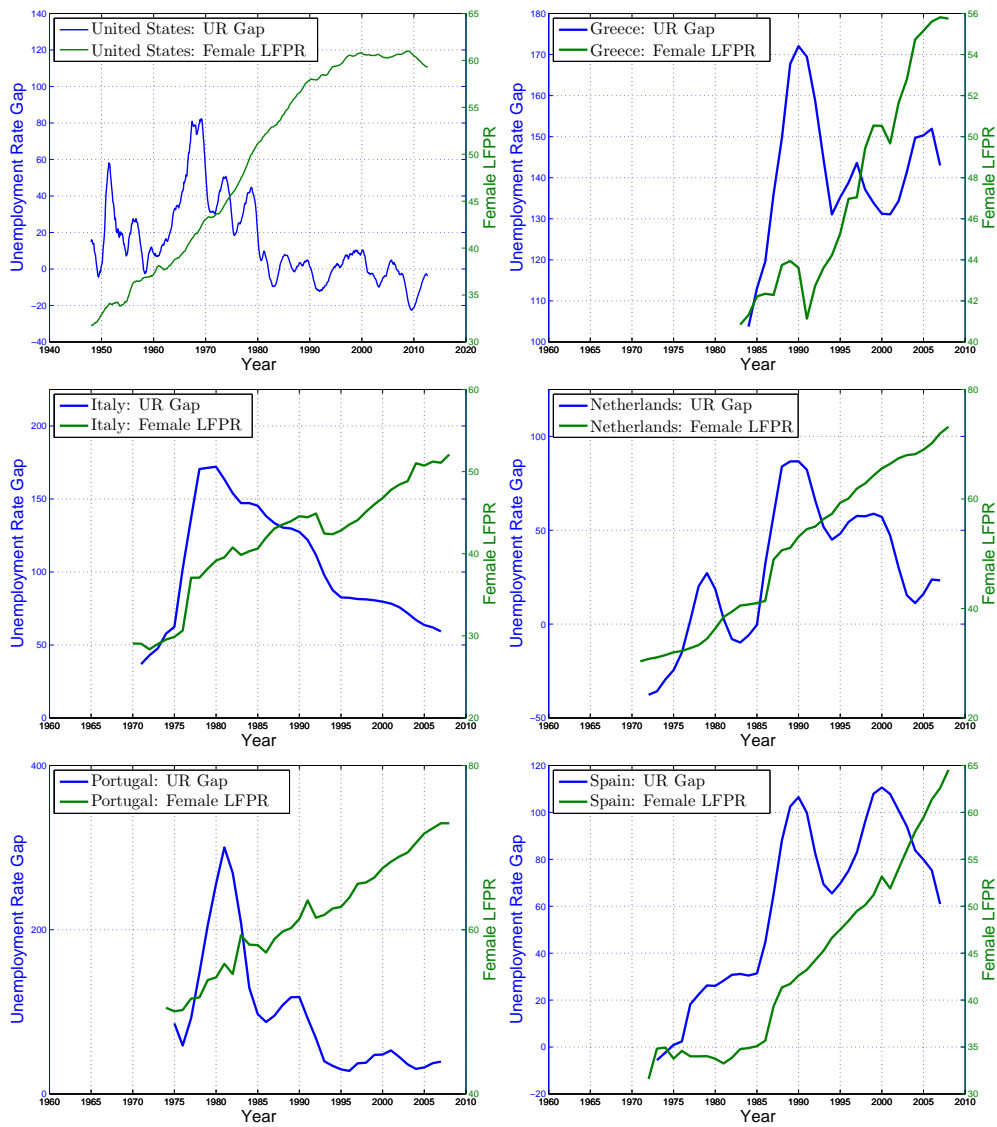 United States: UR Gap
United States: Female LFPR
Unemployment Rate Gap
140
120
100
80
60
40
20
0
−20
−40
65
60
55
50
45
40
35
30
Female LFPR
1940 1950 1960 1970 1980 1990 2000 2010 2020
Year
Greece: UR Gap
Greece: Female LFPR
Unemployment Rate Gap
180
170
160
150
140
130
120
110
100
56
54
52
50
48
46
44
42
40
Female LFPR
1960 1965 1970 1975 1980 1985 1990 1995 2000 2005 2010
Year
Italy: UR Gap
Italy: Female LFPR
Unemployment Rate Gap
200
150
100
50
0
60
50
40
30
20
Female LFPR
1960 1965 1970 1975 1980 1985 1990 1995 2000 2005 2010
Year
Netherlands: UR Gap
Netherlands: Female LFPR
Unemployment Rate Gap
100
50
0
−50
80
60
40
20
Female LFPR
1960 1965 1970 1975 1980 1985 1990 1995 2000 2005 2010
Year
Portugal: UR Gap
Portugal: Female LFPR
Unemployment Rate Gap
400
200
0
80
60
40
Female LFPR
1960 1965 1970 1975 1980 1985 1990 1995 2000 2005 2010
Year
Spain: UR Gap
Spain: Female LFPR
Unemployment Rate Gap
120
100
80
60
40
20
0
−20
65
60
55
50
45
40
35
30
Female LFPR
1960 1965 1970 1975 1980 1985 1990 1995 2000 2005 2010
Year